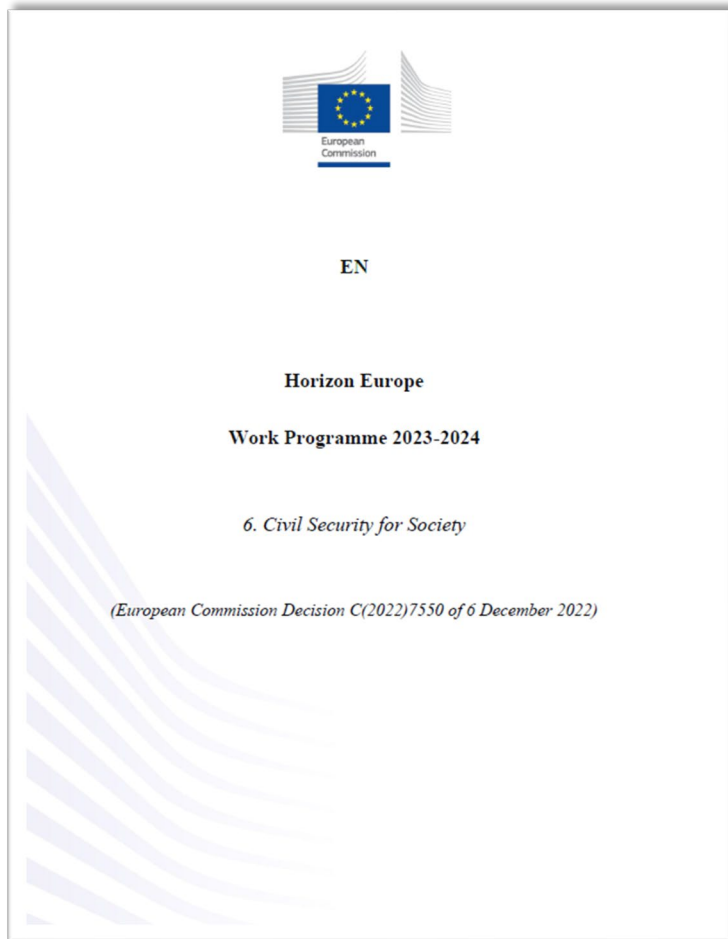 European
Commission
EN
Horizon Europe
Work Programme 2023-2024
6. Civil Security for Society
(European Commission Decision C(2022)7550 of 6 December 2022)